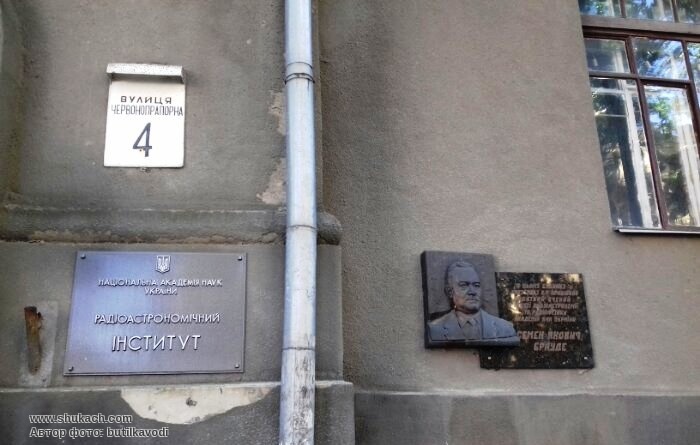 ВУЛИЦЯ
ЧЕРВОНОПРАПОРНА
4
НАЦІОНАЛЬНА АКАДЕМІЯ НАУК
УКРАЇНИ
РАДІОАСТРОНОМІЧНИЙ
ІНСТИТУТ
СЕМЕН ЯКОВИЧ
БРАУДЕ
www.shukach.com
Автор фото: butilkavodi